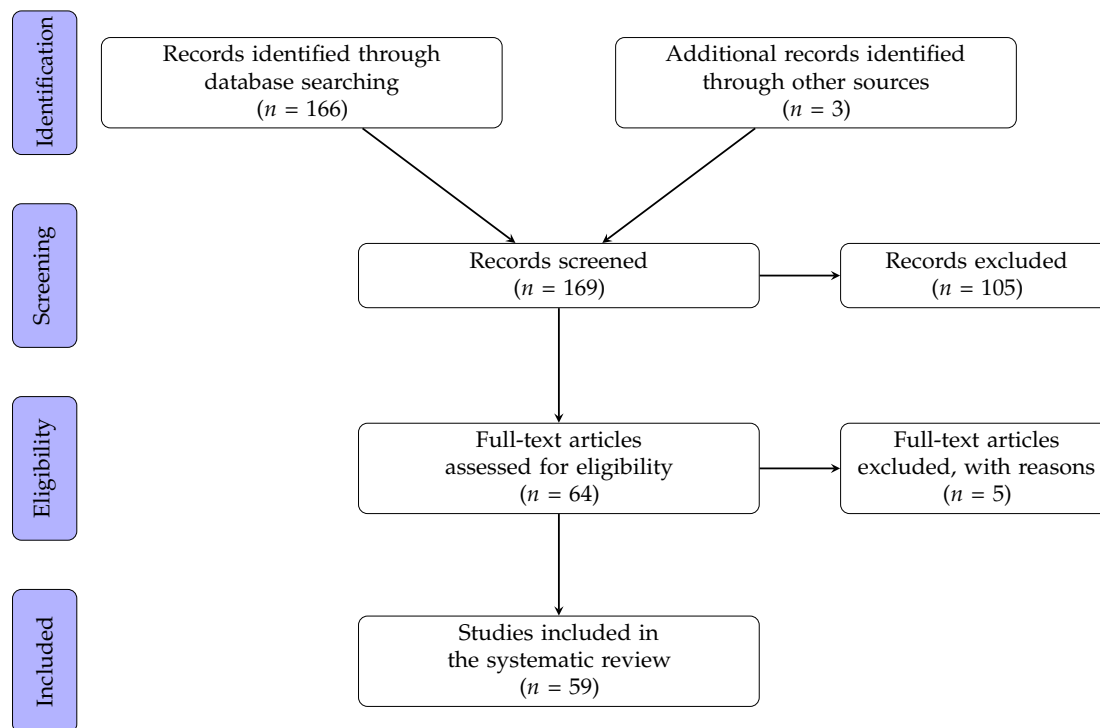 Identification
Records identified through
database searching
(n = 166)
Additional records identified
through other sources
(n = 3)
Screening
Records screened
(n = 169)
Records excluded
(n = 105)
Eligibility
Full-text articles
assessed for eligibility
(n = 64)
Full-text articles
excluded, with reasons
(n = 5)
Included
Studies included in
the systematic review
(n = 59)